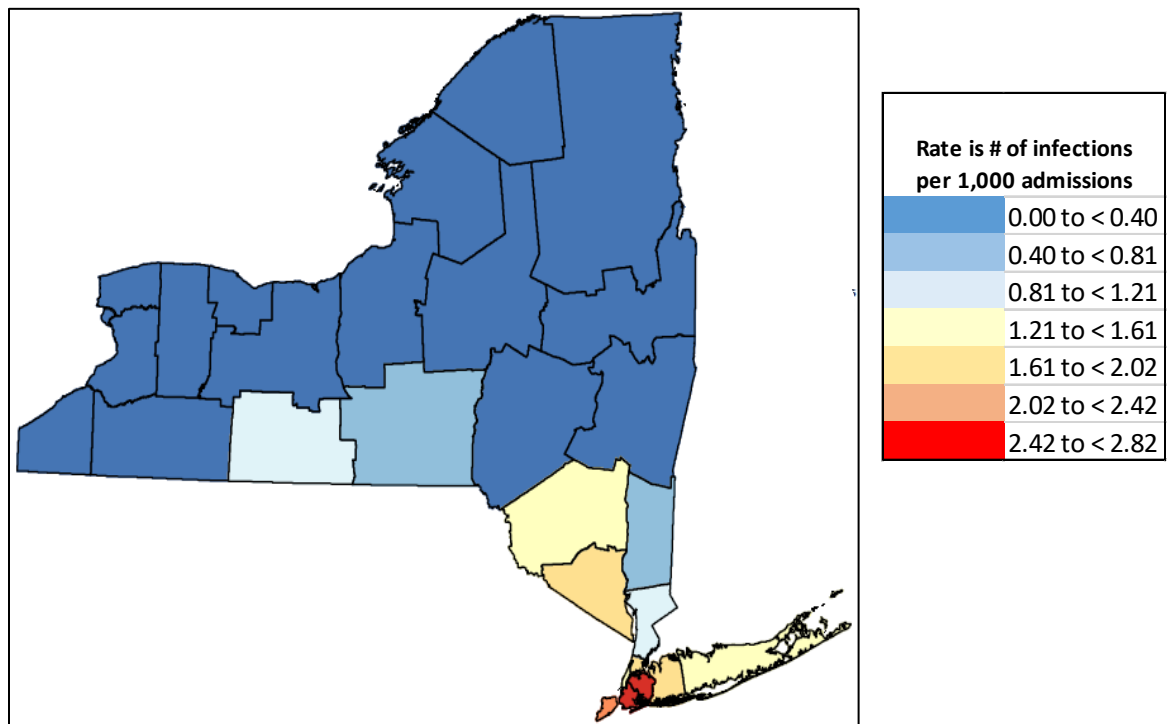 Rate is # of infections
per 1,000 admissions
0.00 to < 0.40
0.40 to < 0.81
0.81 to < 1.21
1.21 to < 1.61
1.61 to < 2.02
2.02 to < 2.42
2.42 to < 2.82